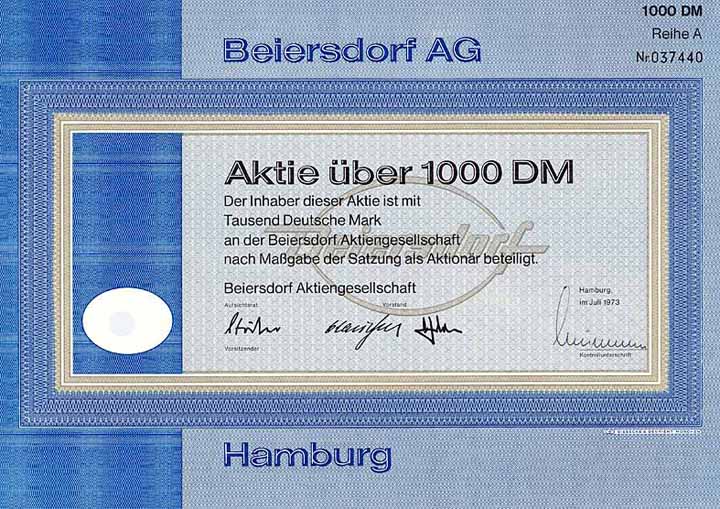 1000 DM
Reihe A
Nr.037440
Beiersdorf AG
Aktie über 1000 DM
Der Inhaber dieser Aktie ist mit
Tausend Deutsche Mark
an der Beiersdorf Aktiengesellschaft
nach Maßgabe der Satzung als Aktionär beteiligt.
Beiersdorf
Beiersdorf Aktiengesellschaft
Aufsichtsrat
Vorstand
Vorsitzender
Hamburg,
im Juli 1973
Kontrollunterschrift
Hamburg